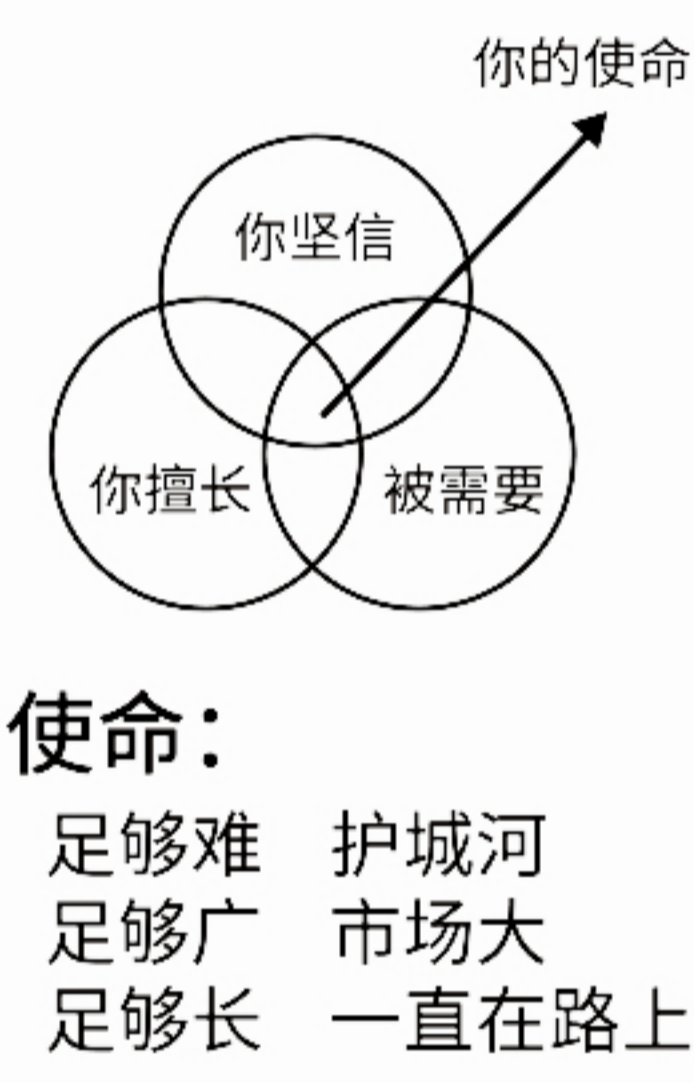 你的使命
你坚信
你擅长 被需要
使命：
足够难 护城河
足够广 市场大
足够长 一直在路上